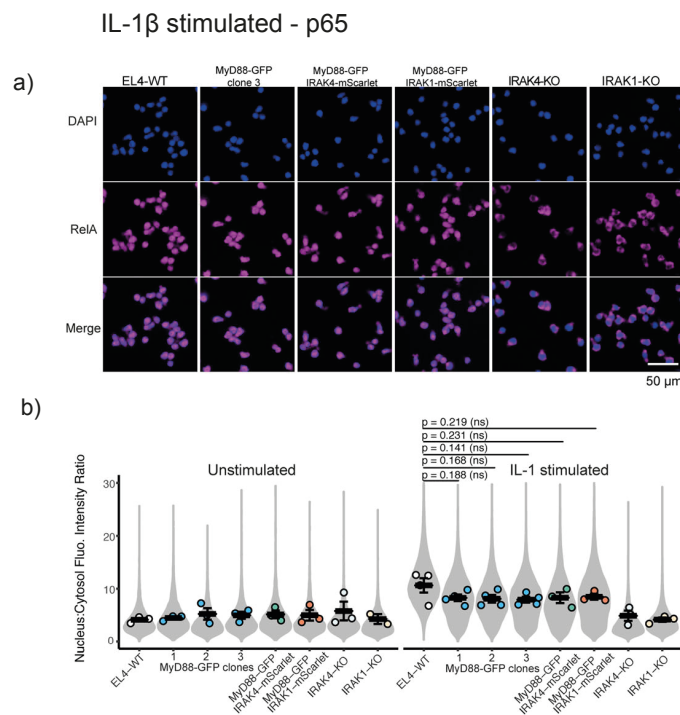 IL-1β stimulated - p65
a)
EL4-WT
MyD88-GFP
clone 3
MyD88-GFP
IRAK4-mScarlet
MyD88-GFP
IRAK1-mScarlet
IRAK4-KO
IRAK1-KO
DAPI
RelA
Merge
50 µm
b)
p = 0.219 (ns)
p = 0.231 (ns)
p = 0.141 (ns)
p = 0.168 (ns)
p = 0.188 (ns)
Unstimulated
IL-1 stimulated
Nucleus:Cytosol Fluo. Intensity Ratio
30
20
10
0
EL4-WT
1
2
3
MyD88-GFP clones
MyD88-GFP
IRAK4-mScarlet
MyD88-GFP
IRAK1-mScarlet
IRAK4-KO
IRAK1-KO
EL4-WT
1
2
3
MyD88-GFP clones
MyD88-GFP
IRAK4-mScarlet
MyD88-GFP
IRAK1-mScarlet
IRAK4-KO
IRAK1-KO